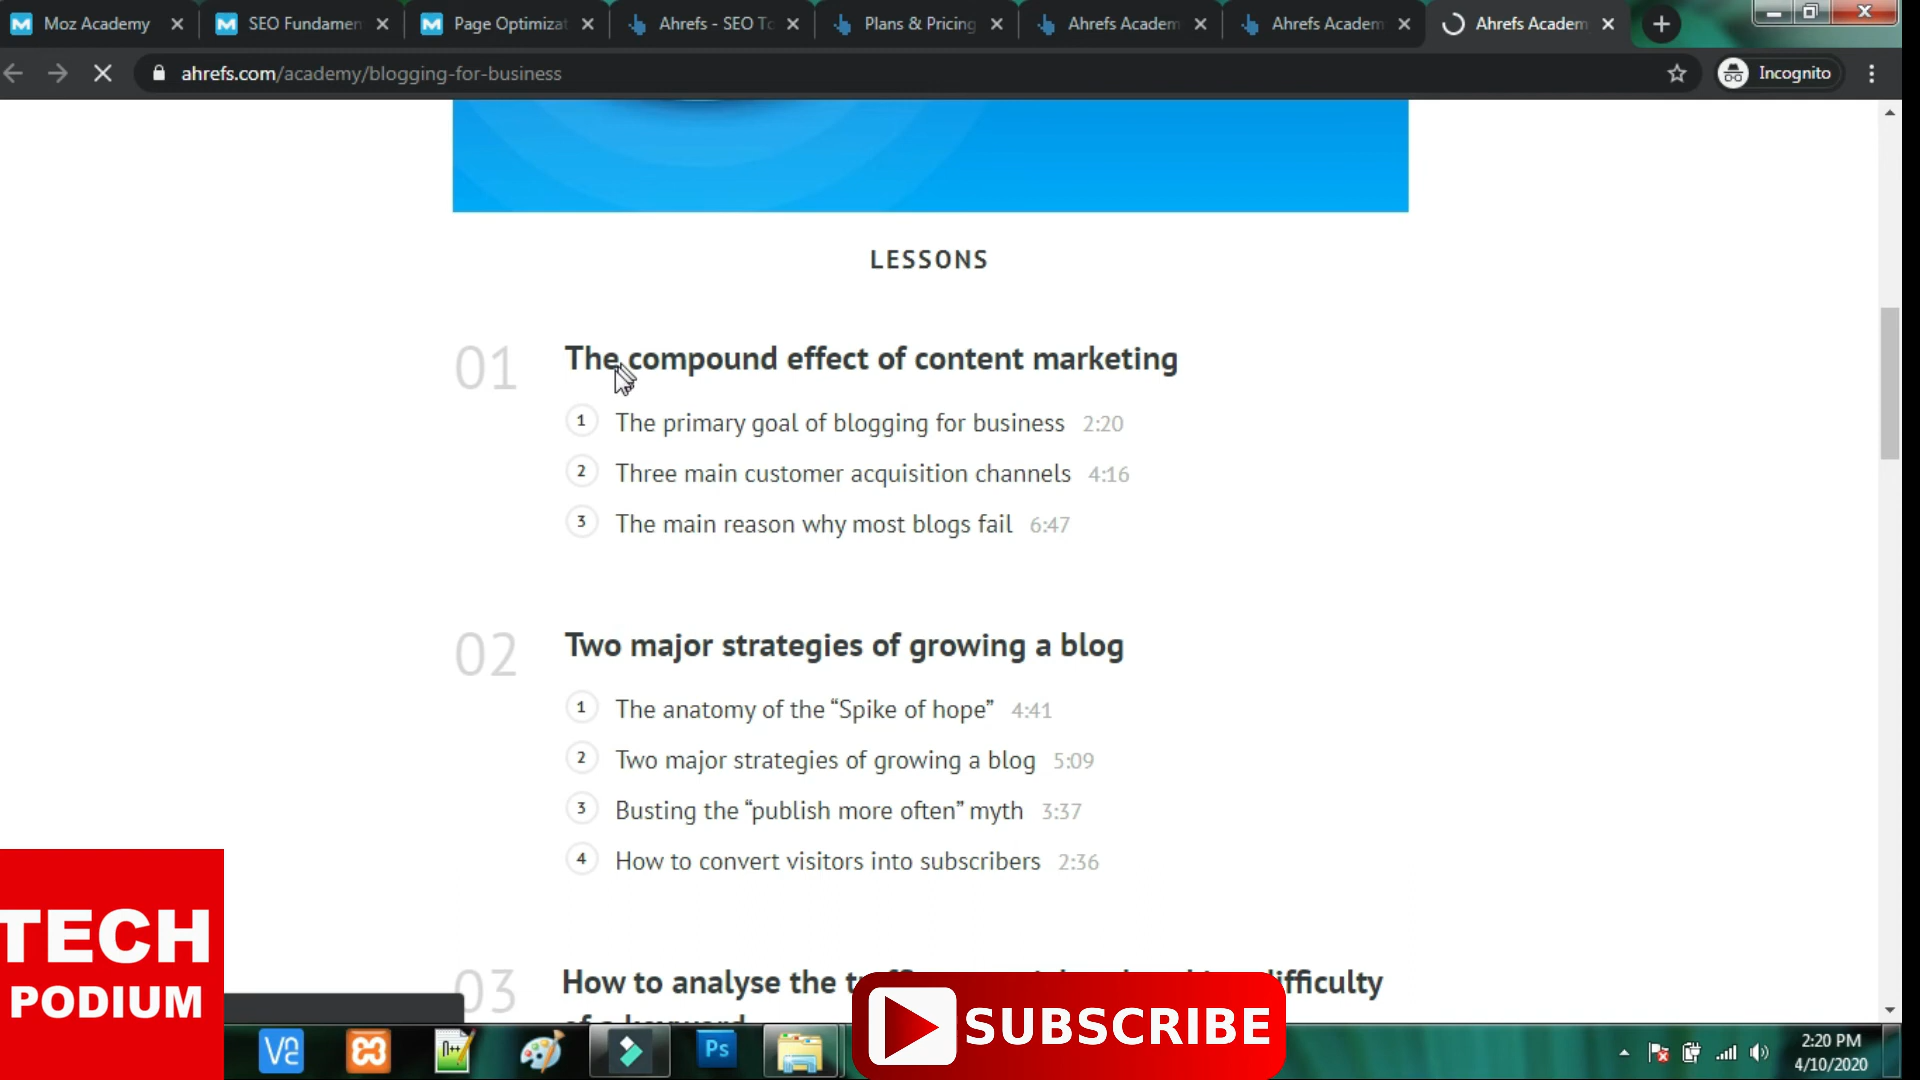 Moz Academy
SEO Fundamen
Page Optimizat
Ahrefs - SEO To
Plans & Pricing
Ahrefs Academ
Ahrefs Academ
Ahrefs Academ
ahrefs.com/academy/blogging-for-business
Incognito
LESSONS
01 The compound effect of content marketing
1 The primary goal of blogging for business 2:20
2 Three main customer acquisition channels 4:16
3 The main reason why most blogs fail 6:47
02 Two major strategies of growing a blog
1 The anatomy of the “Spike of hope” 4:41
2 Two major strategies of growing a blog 5:09
3 Busting the “publish more often” myth 3:37
4 How to convert visitors into subscribers 2:36
03 How to analyse the
of a keyword
TECH
PODIUM
SUBSCRIBE
Ps
2:20 PM
4/10/2020